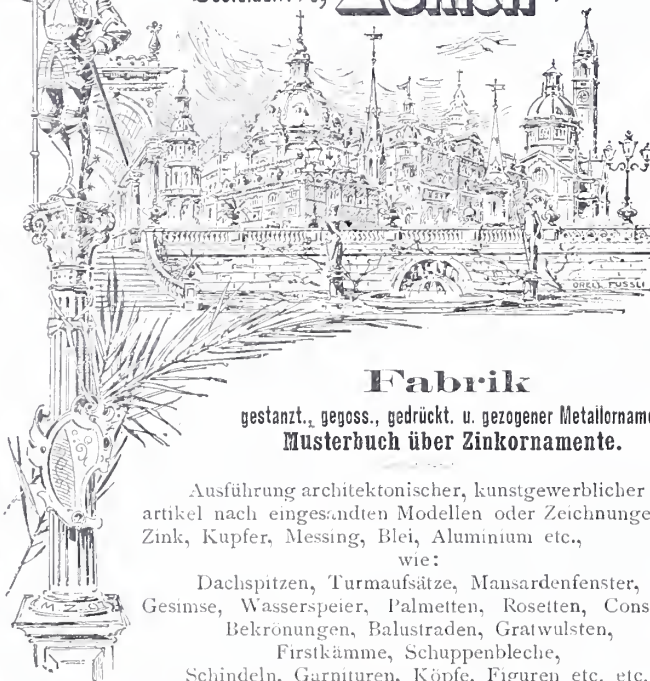 Zürich
ORELL FUSSLI
Fabrik
gestanzt., gegoss., gedrückt. u. gezogener Metallorname
Musterbuch über Zinkornamente.
Ausführung architektonischer, kunstgewerblicher
artikel nach eingesandten Modellen oder Zeichnunge
Zink, Kupfer, Messing, Blei, Aluminium etc.,
wie:
Dachspitzen, Turmaufsätze, Mansardenfenster,
Gesimse, Wasserspeier, Palmetten, Rosetten, Cons
Bekrönungen, Balustraden, Gratwulsten,
Firstkämme, Schuppenbleche,
Schindeln, Garnituren, Köpfe, Figuren etc. etc.